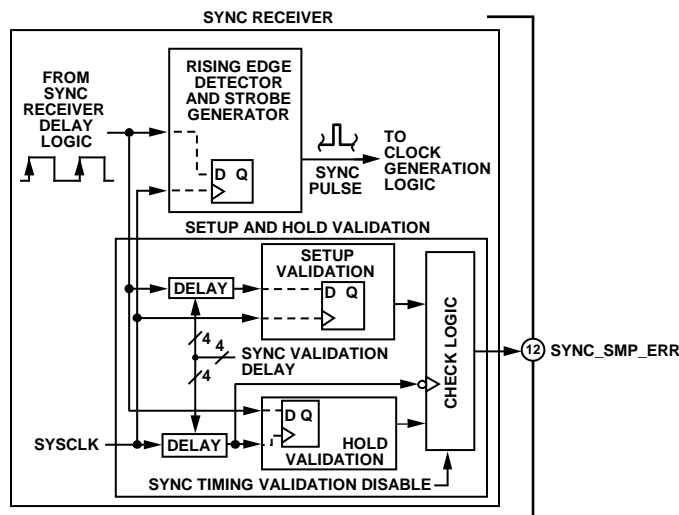 SYNC RECEIVER
FROM
SYNC
RECEIVER
DELAY
LOGIC
RISING EDGE
DETECTOR
AND STROBE
GENERATOR
D Q
SYNC
PULSE
TO
CLOCK
GENERATION
LOGIC
SETUP AND HOLD VALIDATION
DELAY
SETUP
VALIDATION
D Q
4
4
4
SYNC VALIDATION
DELAY
CHECK LOGIC
12 SYNC_SMP_ERR
SYSCLK
DELAY
D Q
HOLD
VALIDATION
SYNC TIMING VALIDATION DISABLE